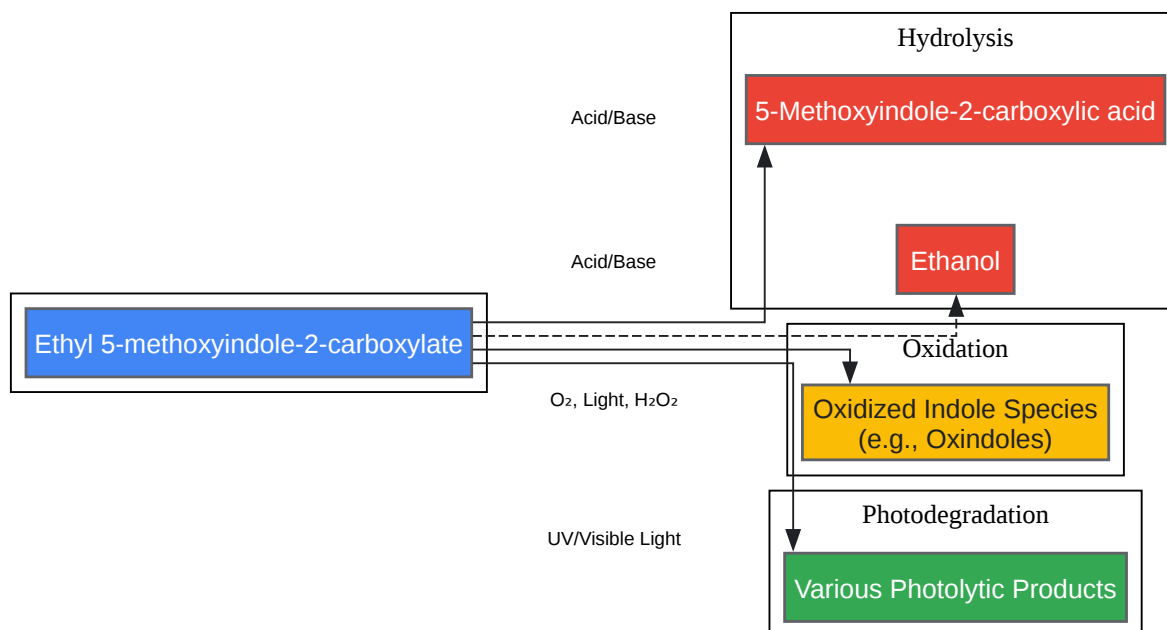 Hydrolysis
5-Methoxyindole-2-carboxylic acid
Acid/Base
Ethanol
Acid/Base
Ethyl 5-methoxyindole-2-carboxylate
Oxidation
O₂, Light, H₂O₂
Oxidized Indole Species
(e.g., Oxindoles)
Photodegradation
UV/Visible Light
Various Photolytic Products